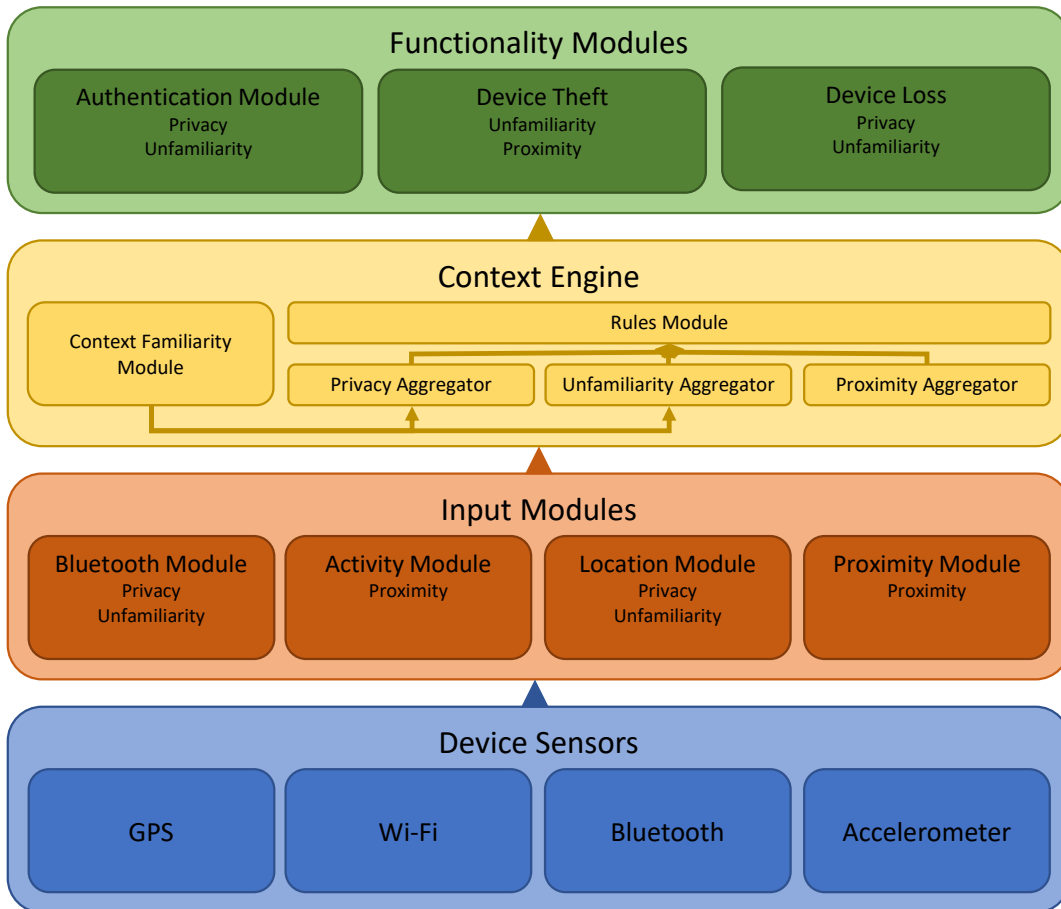 Functionality Modules
Authentication Module
Privacy
Unfamiliarity
Device Theft
Unfamiliarity
Proximity
Device Loss
Privacy
Unfamiliarity
Context Engine
Context Familiarity
Module
Rules Module
Privacy Aggregator
Unfamiliarity Aggregator
Proximity Aggregator
Input Modules
Bluetooth Module
Privacy
Unfamiliarity
Activity Module
Proximity
Location Module
Privacy
Unfamiliarity
Proximity Module
Proximity
Device Sensors
GPS
Wi-Fi
Bluetooth
Accelerometer